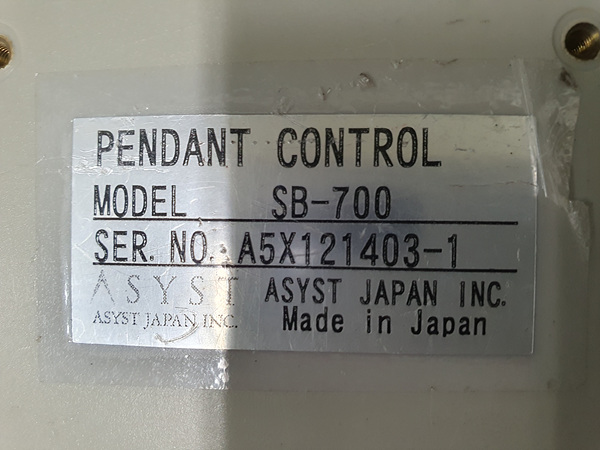 PENDANT CONTROL
MODEL SB-700
SER. NO. A5X121403-1
ASYST ASYST JAPAN INC.
ASYST JAPAN INC. Made in Japan